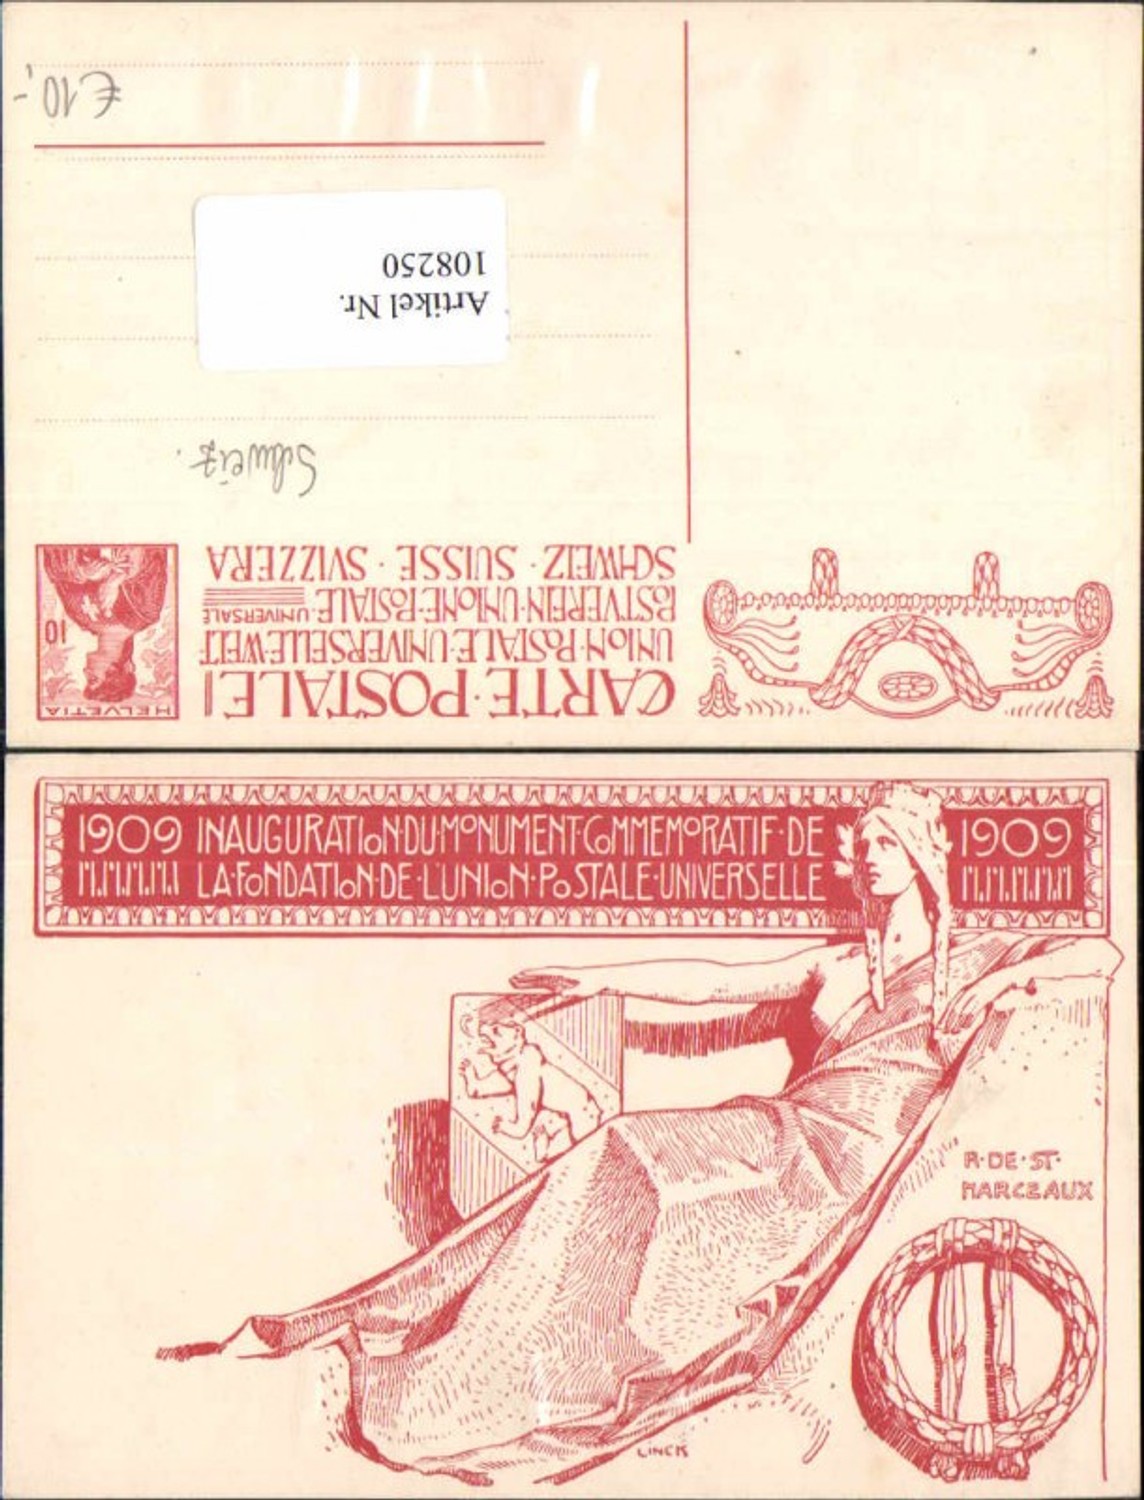 € 10,-
Artikel Nr.
108250
Schweiz.
HELVETIA
10
CARTE·POSTALE
UNION·POSTALE·UNIVERSELLE·WELT-
POSTVEREIN·UNIONE·POSTALE·UNIVERSALE
SCHWEIZ · SUISSE · SVIZZERA
1909 INAUGURATION·DU·MONUMENT·COMMEMORATIF·DE 1909
LA·FONDATION·DE·L'UNION·POSTALE·UNIVERSELLE
R·DE·ST·
MARCEAUX
LINCK